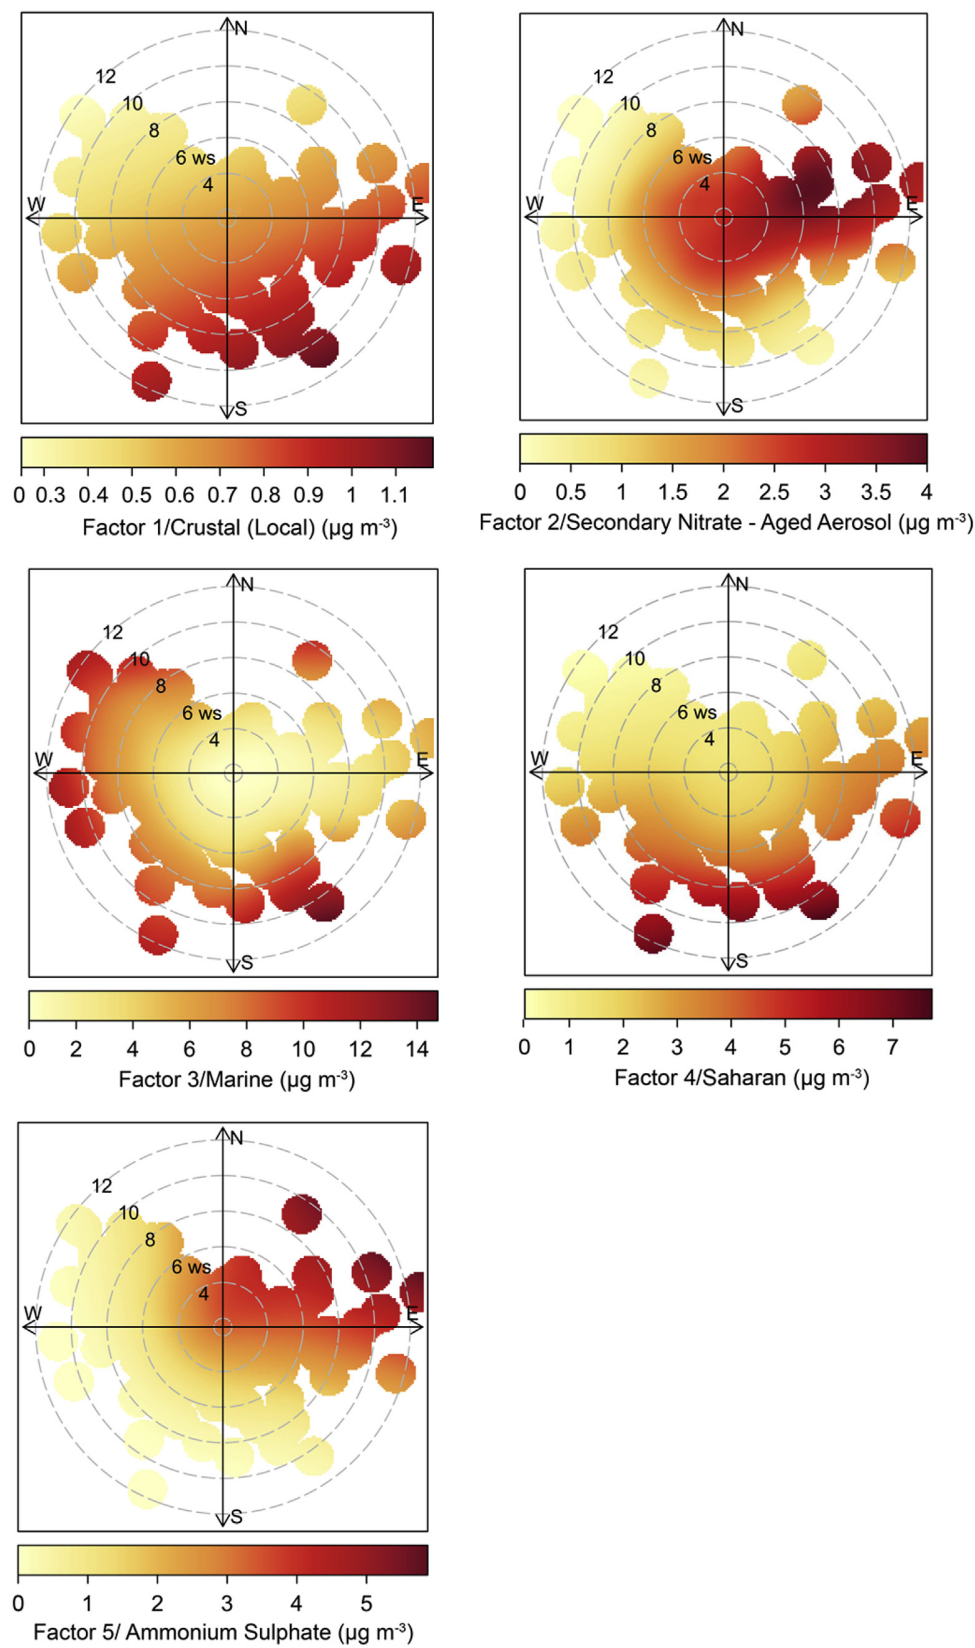 N
12
10
8
6 ws
4
W
E
S
0 0.3 0.4 0.5 0.6 0.7 0.8 0.9 1 1.1
Factor 1/Crustal (Local) (µg m-3)
N
12
10
8
6 ws
4
W
E
S
0 0.5 1 1.5 2 2.5 3 3.5 4
Factor 2/Secondary Nitrate - Aged Aerosol (µg m-3)
N
12
10
8
6 ws
4
W
E
S
0 2 4 6 8 10 12 14
Factor 3/Marine (µg m-3)
N
12
10
8
6 ws
4
W
E
S
0 1 2 3 4 5 6 7
Factor 4/Saharan (µg m-3)
N
12
10
8
6 ws
4
W
E
S
0 1 2 3 4 5
Factor 5/ Ammonium Sulphate (µg m-3)